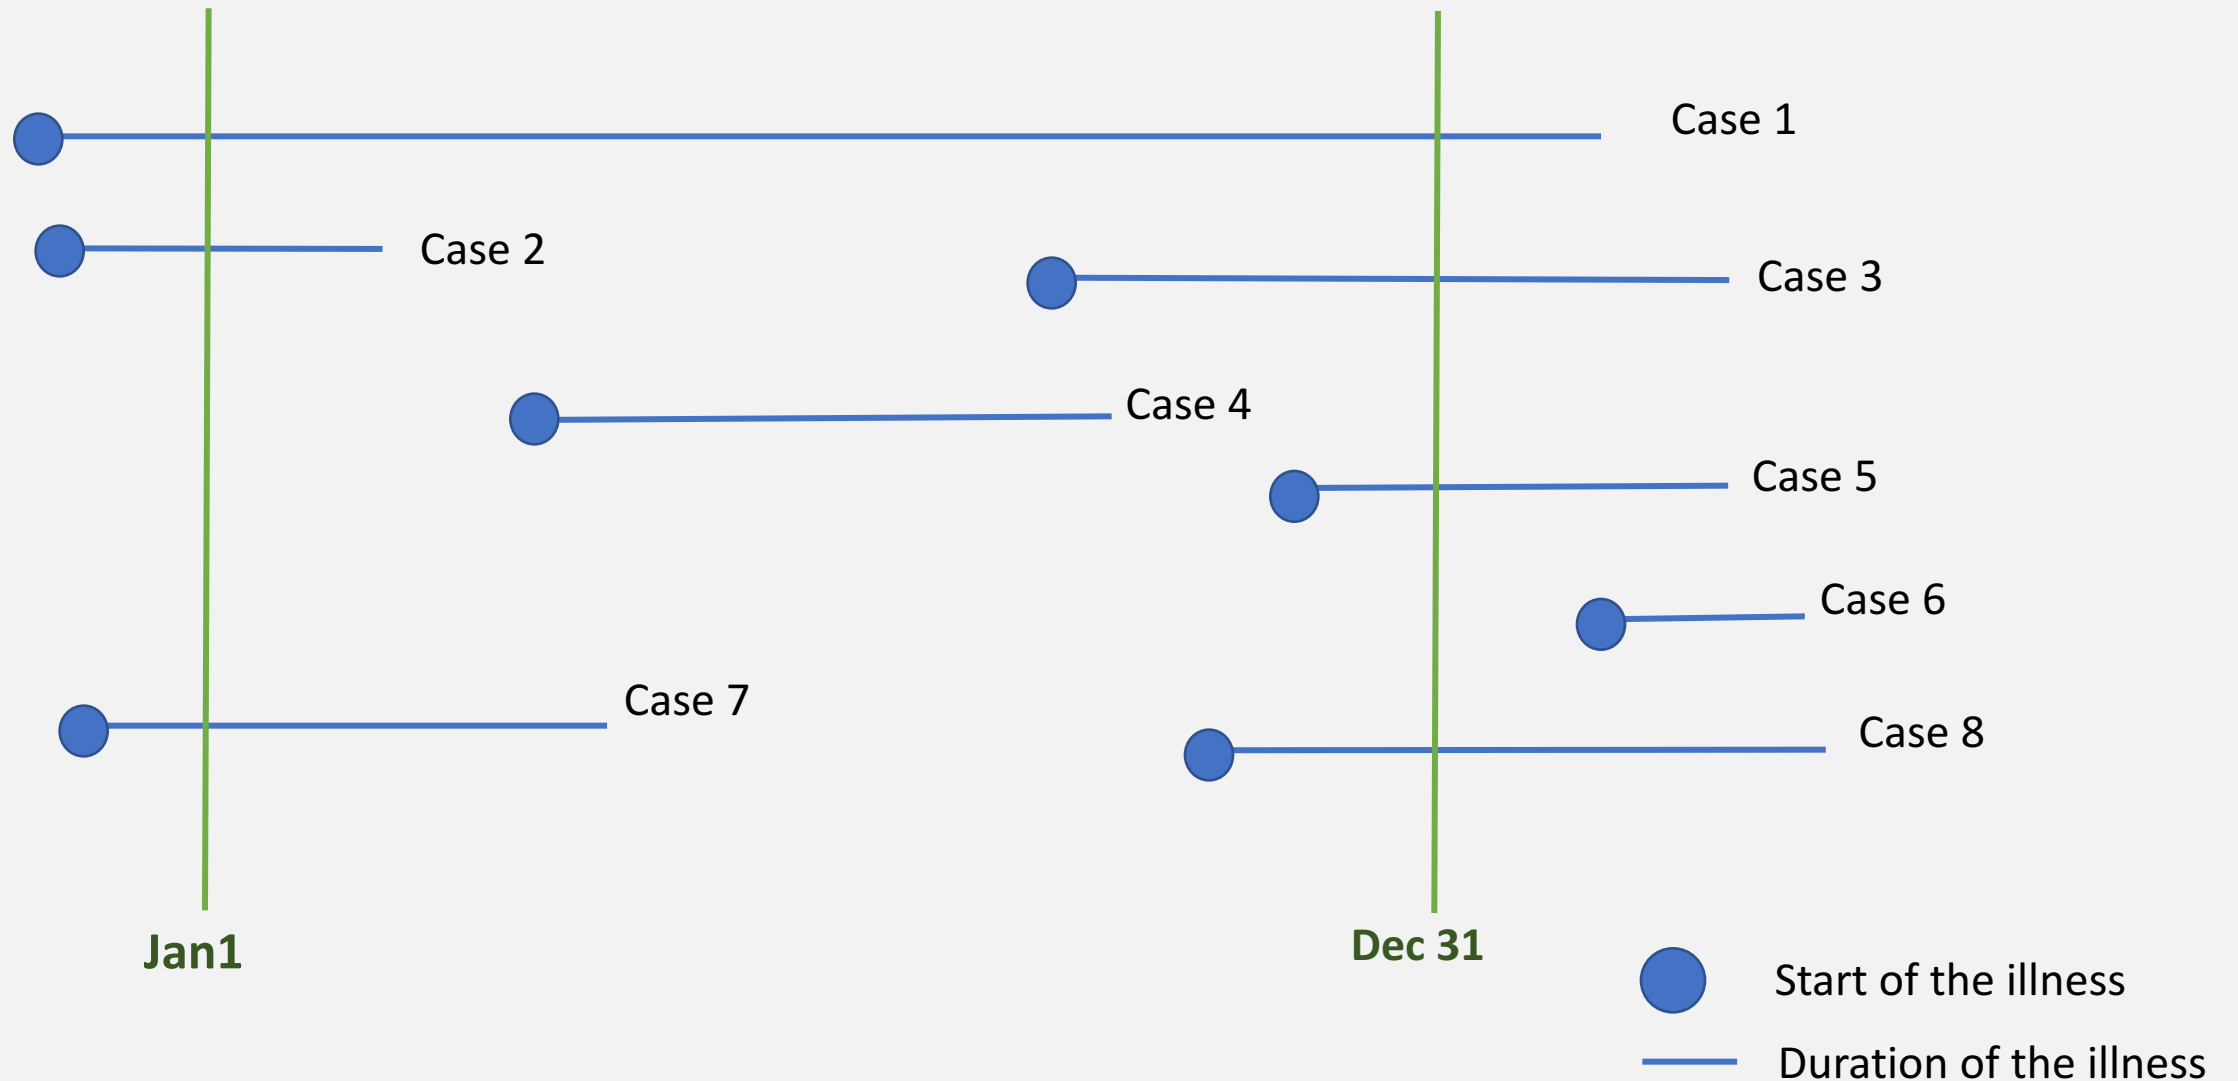 Case 1
Case 2
Case 3
Case 4
Case 5
Case 6
Case 7
Case 8
Jan1
Dec 31
Start of the illness
Duration of the illness